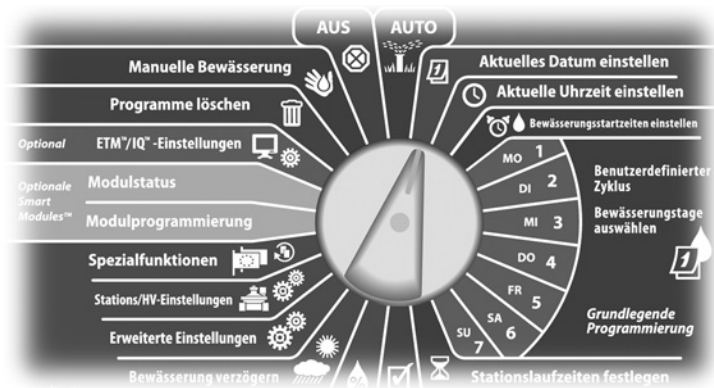 AUS
AUTO
Manuelle Bewässerung
Programme löschen
Optional
ETM™/IQ™ -Einstellungen
Optionale
Smart
Modules™
Modulstatus
Modulprogrammierung
Spezialfunktionen
Stations/HV-Einstellungen
Erweiterte Einstellungen
Bewässerung verzögern
%
1
Aktuelles Datum einstellen
Aktuelle Uhrzeit einstellen
Bewässerungsstartzeiten einstellen
MO 1
DI 2
MI 3
DO 4
FR 5
SA 6
SU 7
Benutzerdefinierter
Zyklus
Bewässerungstage
auswählen
1
Grundlegende
Programmierung
Stationslaufzeiten festlegen